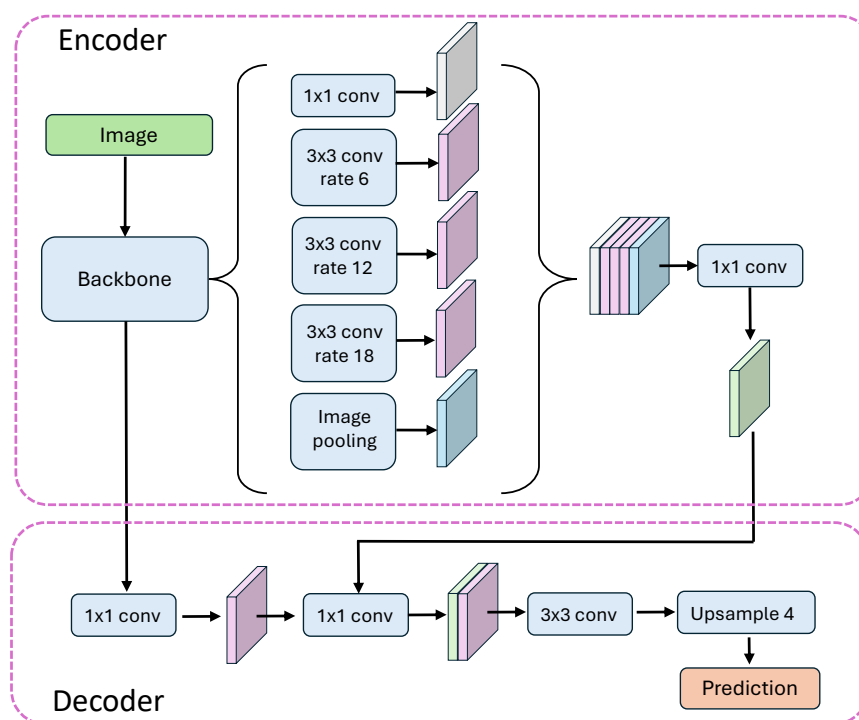 Encoder
Image
Backbone
1x1 conv
3x3 conv
rate 6
3x3 conv
rate 12
3x3 conv
rate 18
Image
pooling
1x1 conv
1x1 conv
1x1 conv
3x3 conv
Upsample 4
Prediction
Decoder